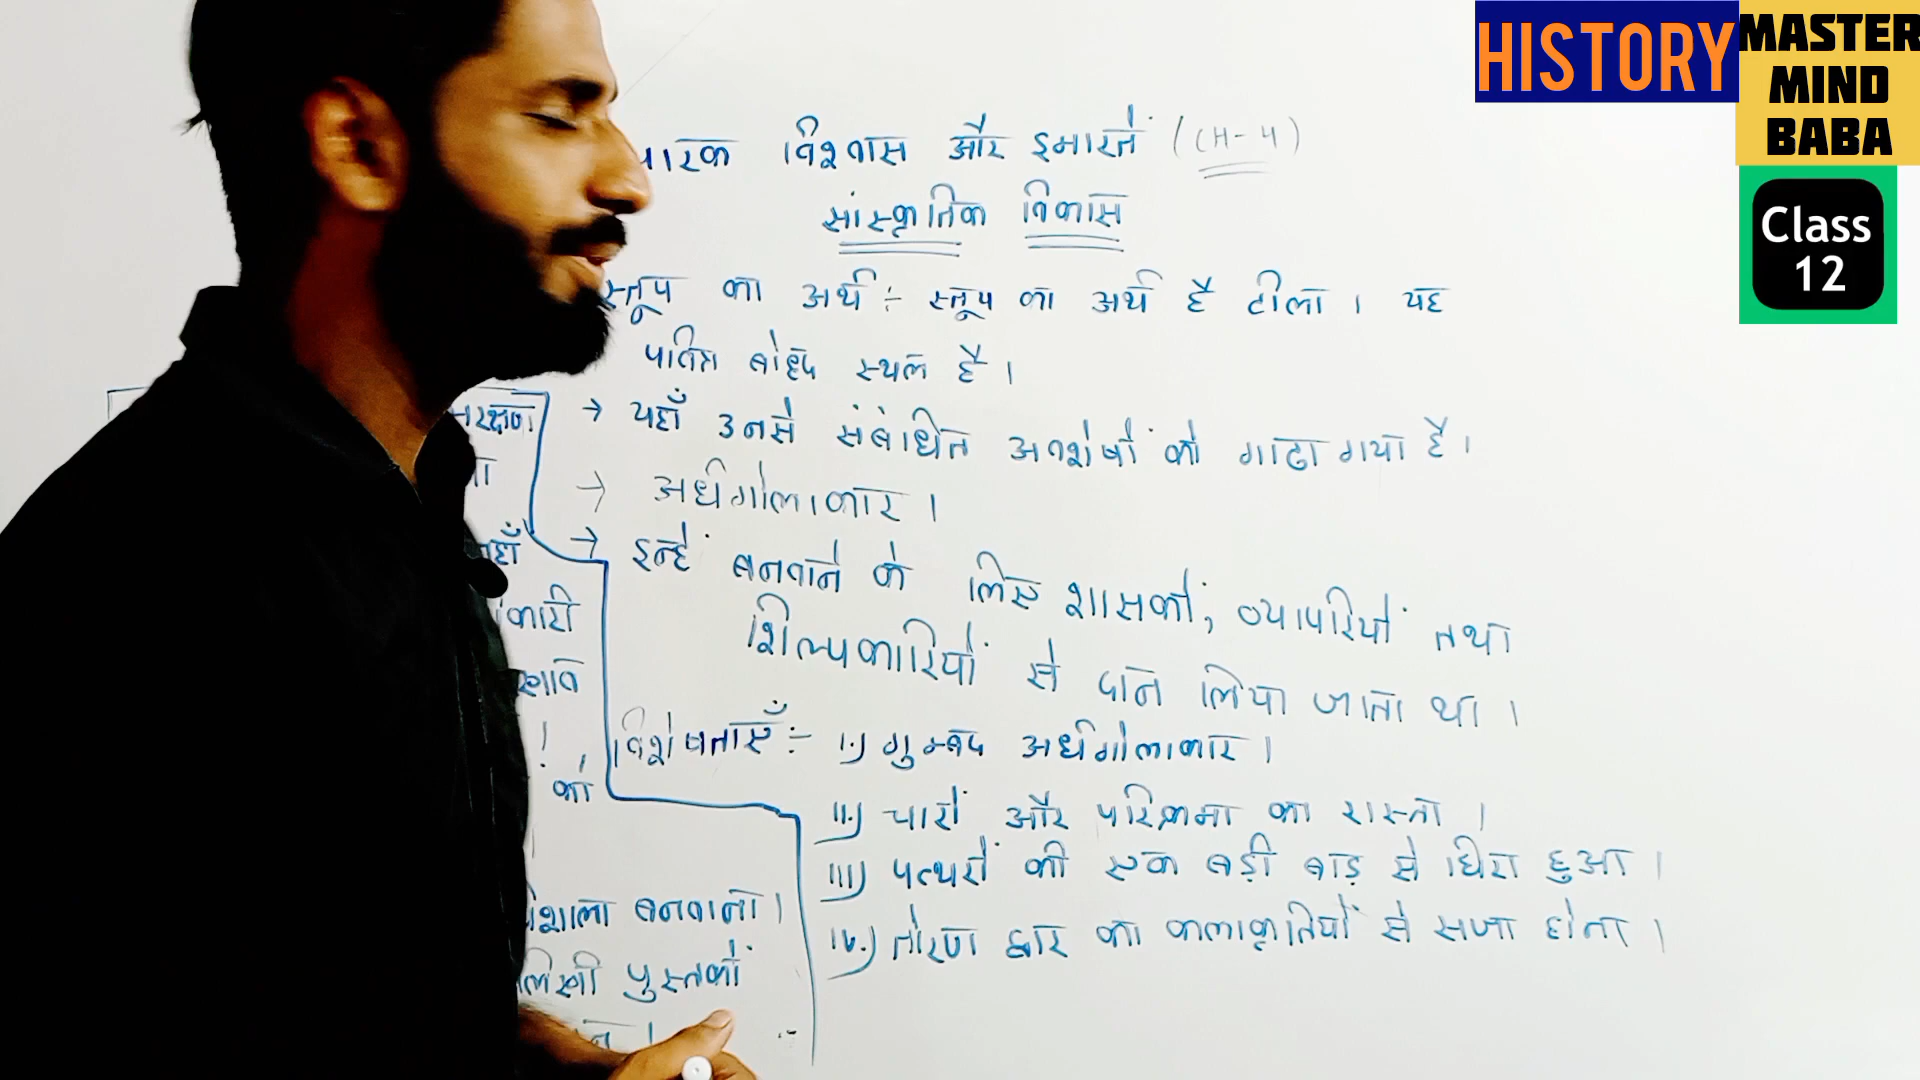 HISTORY
MASTER
MIND
BABA
Class
12
विश्वास और इमारतें (CH-4)
सांस्कृतिक विकास
स्तूप का अर्थ :- स्तूप का अर्थ है टीला । यह
पवित्र बौद्ध स्थल है ।
→ यहाँ उनसे संबंधित अवशेषों को गाढा गया है ।
→ अर्धगोलाकार ।
→ इन्हें बनवाने के लिए शासकों, व्यापरियों तथा
शिल्पकारियों से दान लिया जाता था ।
विशेषताएँ :- i.) गुम्बद अर्धगोलाकार ।
ii.) चारों और परिक्रमा का रास्ता ।
iii) पत्थरों की एक बड़ी बाड़ से घिरा हुआ ।
iv.) तोरण द्वार का कलाकृतियों से सजा होना ।
को
बनवाना ।
पुस्तकों